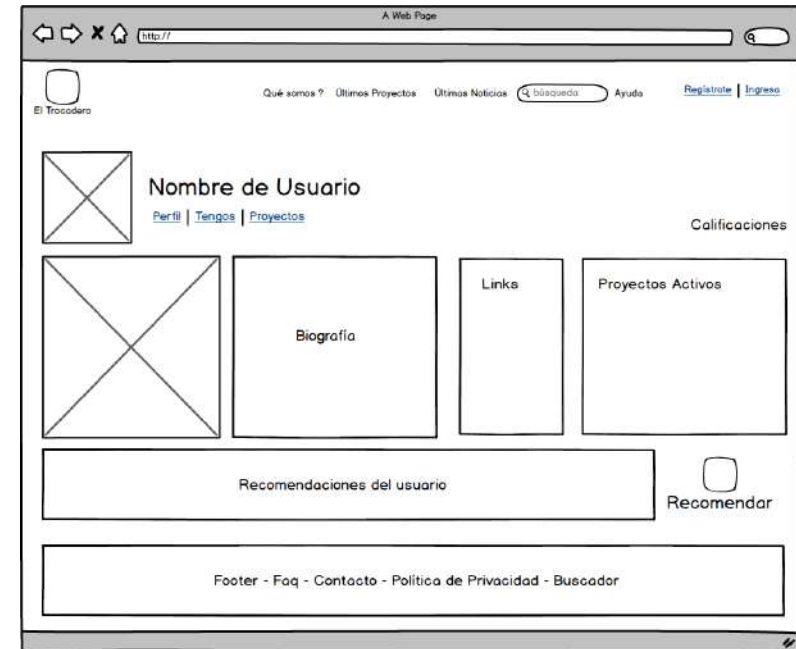 A Web Page
http://
El Trocadero
Qué somos ? Últimos Proyectos Últimas Noticias búsqueda Ayuda Regístrate | Ingresa
Nombre de Usuario
Perfil | Tengos | Proyectos
Calificaciones
Biografía
Links
Proyectos Activos
Recomendaciones del usuario
Recomendar
Footer - Faq - Contacto - Política de Privacidad - Buscador